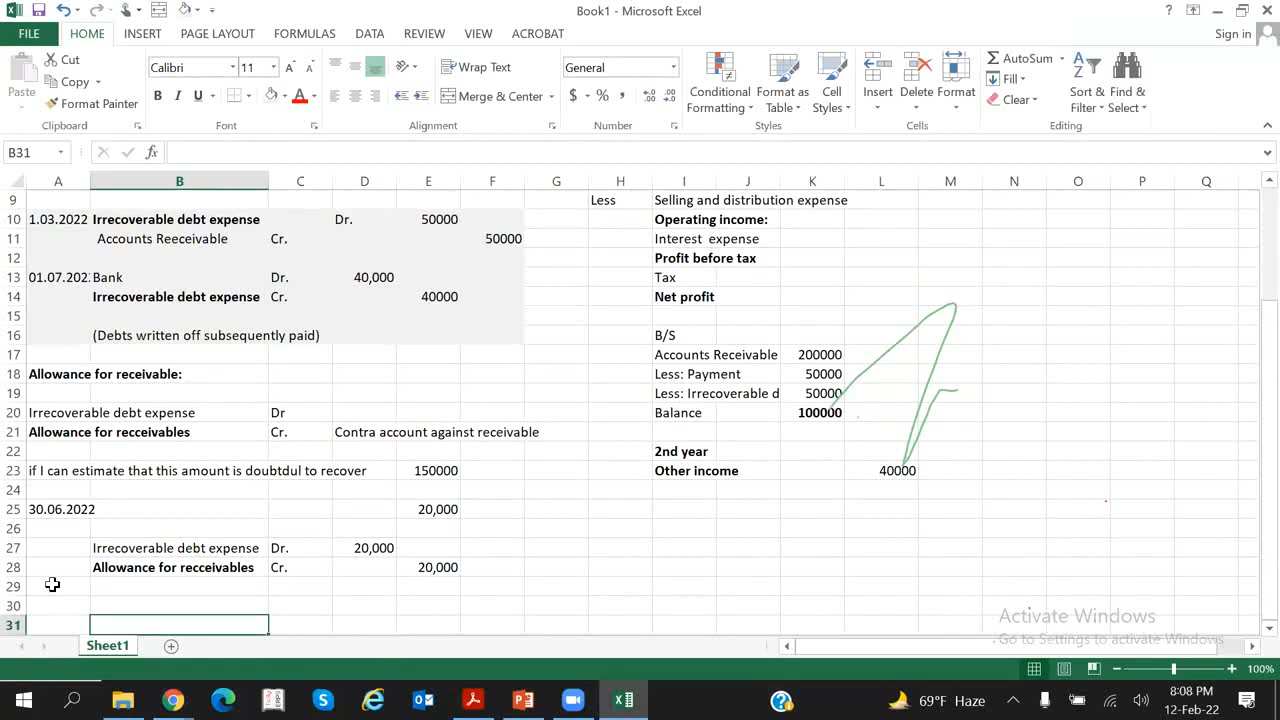 Book1 - Microsoft Excel
?
FILE HOME INSERT PAGE LAYOUT FORMULAS DATA REVIEW VIEW ACROBAT Sign in
Paste
Cut
Copy
Format Painter
Calibri 11
B I U
Wrap Text
Merge & Center
General
$ % ,
Conditional Formatting
Format as Table
Cell Styles
Insert Delete Format
AutoSum
Fill
Clear
Sort & Filter
Find & Select
Clipboard Font Alignment Number Styles Cells Editing
B31 fx
A B C D E F G H I J K L M N O P Q
9 Less Selling and distribution expense
10 1.03.2022 Irrecoverable debt expense Dr. 50000 Operating income:
11 Accounts Reeceivable Cr. 50000 Interest expense
12 Profit before tax
13 01.07.202 Bank Dr. 40,000 Tax
14 Irrecoverable debt expense Cr. 40000 Net profit
15
16 (Debts written off subsequently paid) B/S
17 Accounts Receivable 200000
18 Allowance for receivable: Less: Payment 50000
19 Less: Irrecoverable d 50000
20 Irrecoverable debt expense Dr Balance 100000
21 Allowance for recceivables Cr. Contra account against receivable
22 2nd year
23 if I can estimate that this amount is doubtdul to recover 150000 Other income 40000
24
25 30.06.2022 20,000
26
27 Irrecoverable debt expense Dr. 20,000
28 Allowance for recceivables Cr. 20,000
29
30
31
Activate Windows
Go to Settings to activate Windows
Sheet1
100%
69°F Haze
8:08 PM
12-Feb-22